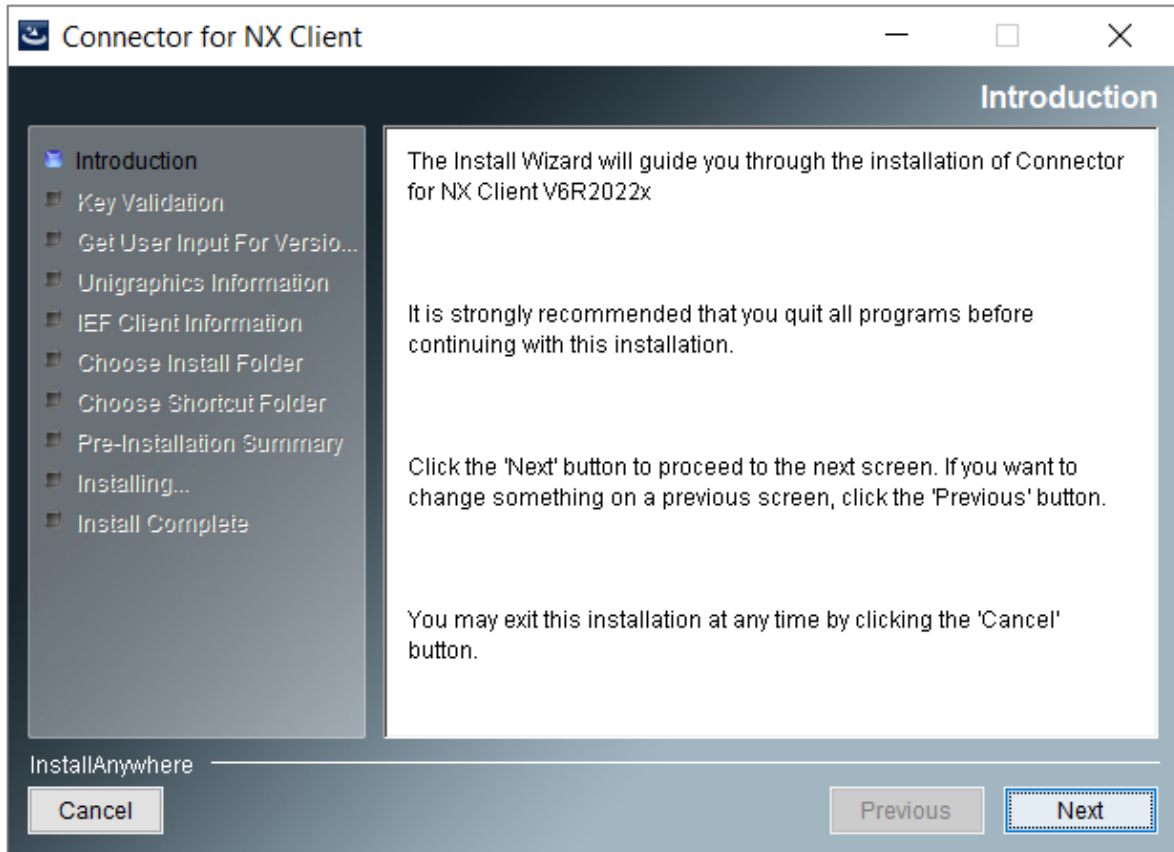 Connector for NX Client
Introduction
Introduction
Key Validation
Get User Input For Versio...
Unigraphics Information
IEF Client Information
Choose Install Folder
Choose Shortcut Folder
Pre-Installation Summary
Installing...
Install Complete
The Install Wizard will guide you through the installation of Connector
for NX Client V6R2022x
It is strongly recommended that you quit all programs before
continuing with this installation.
Click the 'Next' button to proceed to the next screen. If you want to
change something on a previous screen, click the 'Previous' button.
You may exit this installation at any time by clicking the 'Cancel'
button.
InstallAnywhere
Cancel
Previous
Next